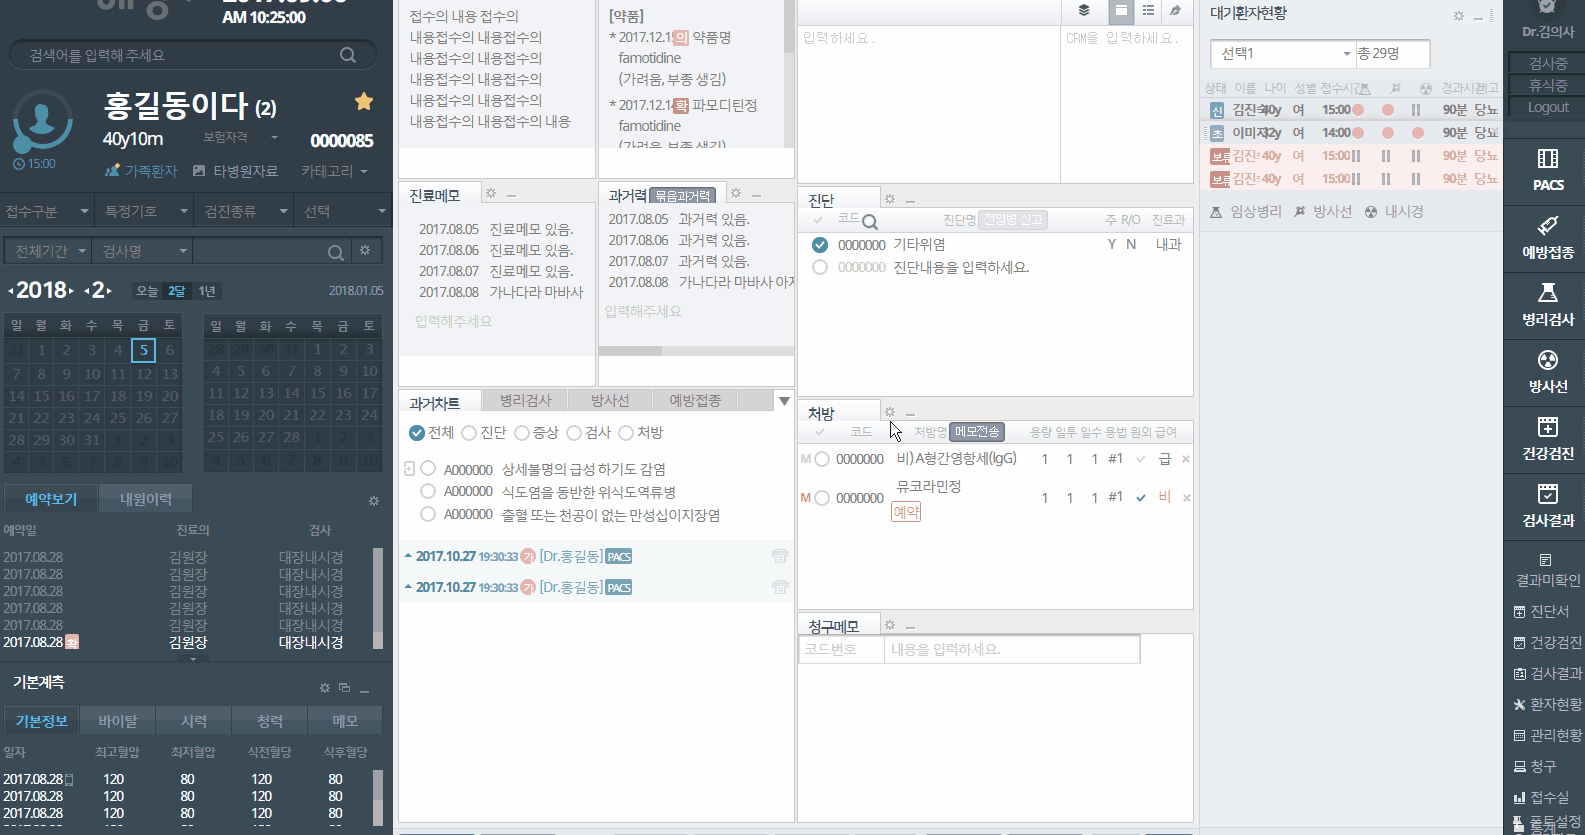 AM 10:25:00
검색어를 입력해 주세요
홍길동이다 (2)
40y10m 보험자격 0000085
15:00 가족환자 타병원자료 카테고리
접수구분 특정기호 검진종류 선택
전체기간 검사명
2018 2 오늘 2달 1년 2018.01.05
일 월 화 수 목 금 토
31 1 2 3 4 5 6
7 8 9 10 11 12 13
14 15 16 17 18 19 20
21 22 23 24 25 26 27
28 29 30 31 1 2 3
4 5 6 7 8 9 10
일 월 화 수 목 금 토
28 29 30 31 1 2 3
4 5 6 7 8 9 10
11 12 13 14 15 16 17
18 19 20 21 22 23 24
25 26 27 28 1 2 3
4 5 6 7 8 9 10
예약보기 내원이력
예약일 진료의 검사
2017.08.28 김원장 대장내시경
2017.08.28 김원장 대장내시경
2017.08.28 김원장 대장내시경
2017.08.28 김원장 대장내시경
2017.08.28 김원장 대장내시경
2017.08.28 확 김원장 대장내시경
기본계측
기본정보 바이탈 시력 청력 메모
일자 최고혈압 최저혈압 식전혈당 식후혈당
2017.08.28 120 80 120 80
2017.08.28 120 80 120 80
2017.08.28 120 80 120 80
접수의 내용 접수의
내용접수의 내용접수의
내용접수의 내용접수의
내용접수의 내용접수의
내용접수의 내용접수의
내용접수의 내용접수의 내용
[약품]
* 2017.12.1 의 약품명
famotidine
(가려움, 부종 생김)
* 2017.12.1 확 파모디틴정
famotidine
(가려움, 부종 생김)
진료메모
2017.08.05 진료메모 있음.
2017.08.06 진료메모 있음.
2017.08.07 진료메모 있음.
2017.08.08 가나다라 마바사
입력해주세요
과거력 묶음과거력
2017.08.05 과거력 있음.
2017.08.06 과거력 있음.
2017.08.07 과거력 있음.
2017.08.08 가나다라 마바사 아
입력해주세요
과거차트 병리검사 방사선 예방접종
전체 진단 증상 검사 처방
A000000 상세불명의 급성 하기도 감염
A000000 식도염을 동반한 위식도역류병
A000000 출혈 또는 천공이 없는 만성십이지장염
2017.10.27 19:30:33 가 [Dr.홍길동] PACS
2017.10.27 19:30:33 가 [Dr.홍길동] PACS
입력하세요.
CRM을 입력하세요.
진단
코드 진단명 전염병 신고 주 R/O 진료과
0000000 기타위염 Y N 내과
0000000 진단내용을 입력하세요.
처방
코드 처방명 메모전송 용량 일투 일수 용법 원외 급여
M 0000000 비) A형간염항체(IgG) 1 1 1 #1 급
M 0000000 뮤코라민정 1 1 1 #1 비
예약
청구메모
코드번호 내용을 입력하세요.
대기환자현황
선택1 총 29명
상태 이름 나이 성별 접수시간 경과시간
신 김진 40y 여 15:00 90분 당뇨
초 이미지 32y 여 14:00 90분 당뇨
보류 김진 40y 여 15:00 90분 당뇨
보류 김진 40y 여 15:00 90분 당뇨
임상병리 방사선 내시경
Dr.김의사
검사중
휴식중
Logout
PACS
예방접종
병리검사
방사선
건강검진
검사결과
결과미확인
진단서
건강검진
검사결과
환자현황
관리현황
청구
접수실